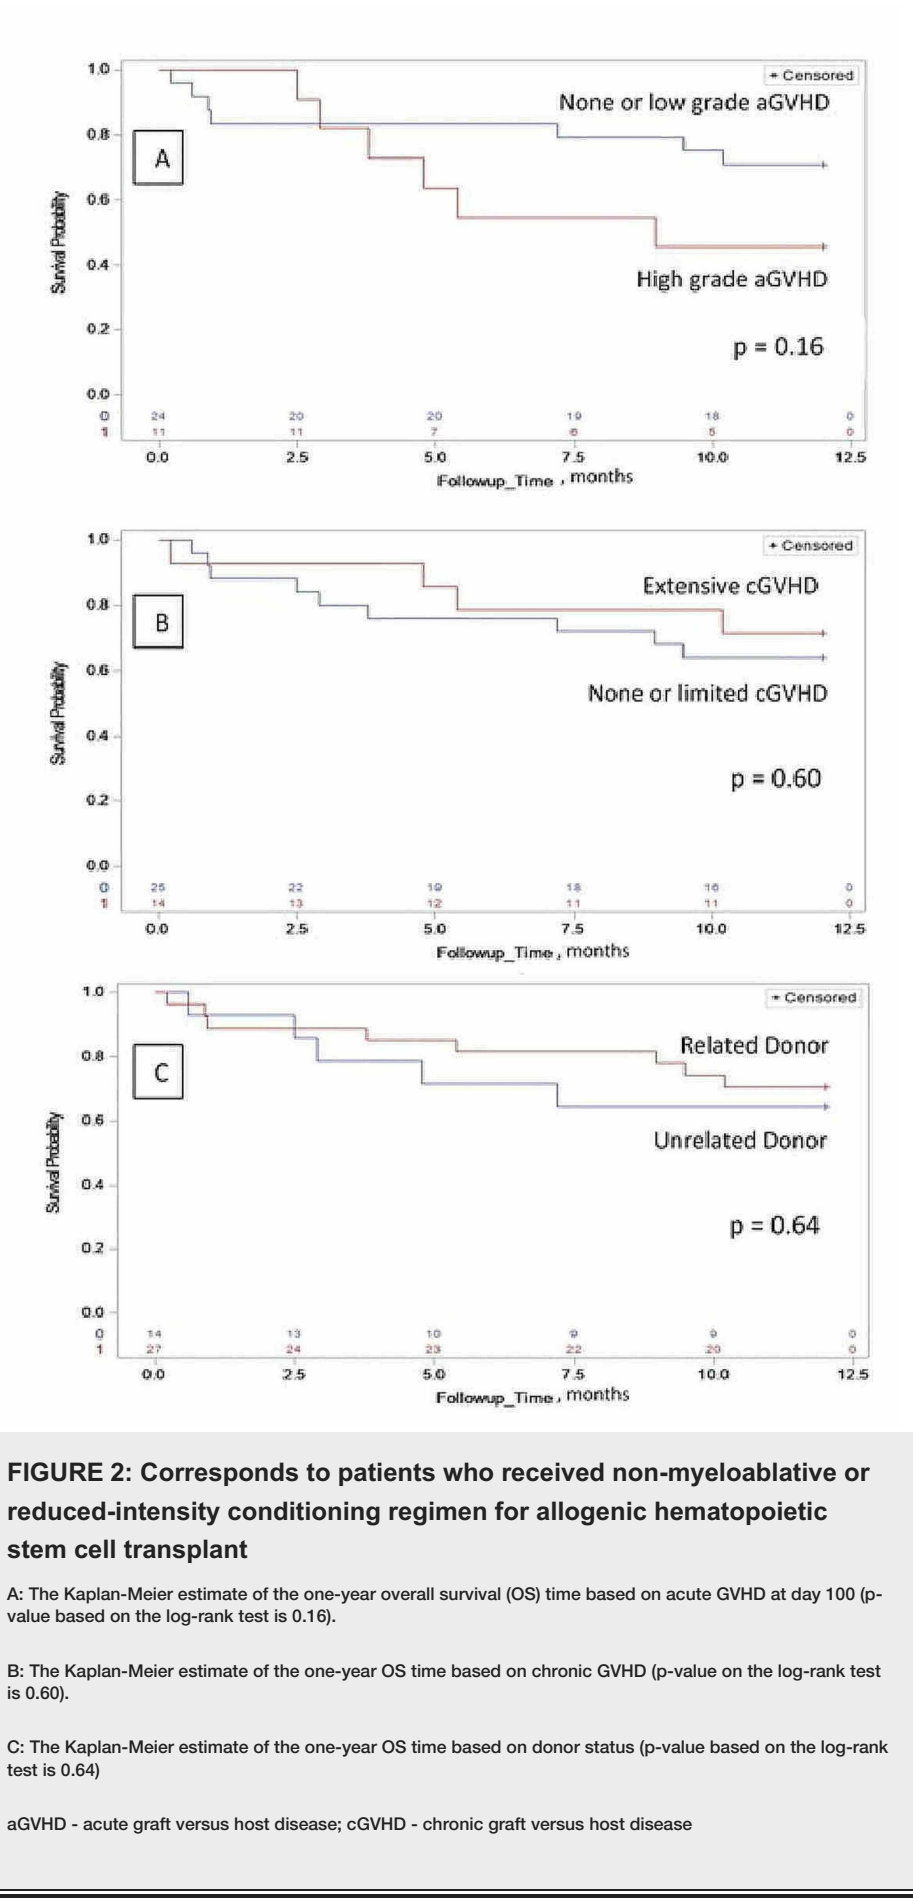 1.0
+ Censored
None or low grade aGVHD
0.8
A
0.6
Survival Probability
0.4
High grade aGVHD
0.2
p = 0.16
0.0
0 24 20 20 19 18 0
1 11 11 7 6 5 0
0.0 2.5 5.0 7.5 10.0 12.5
Followup_Time , months
1.0
+ Censored
Extensive cGVHD
0.8
B
0.6
Survival Probability
None or limited cGVHD
0.4
p = 0.60
0.2
0.0
0 25 22 19 18 16 0
1 14 13 12 11 11 0
0.0 2.5 5.0 7.5 10.0 12.5
Followup_Time , months
1.0
+ Censored
Related Donor
0.8
C
0.6
Survival Probability
Unrelated Donor
0.4
p = 0.64
0.2
0.0
0 14 13 10 9 9 0
1 27 24 23 22 20 0
0.0 2.5 5.0 7.5 10.0 12.5
Followup_Time , months
FIGURE 2: Corresponds to patients who received non-myeloablative or
reduced-intensity conditioning regimen for allogenic hematopoietic
stem cell transplant
A: The Kaplan-Meier estimate of the one-year overall survival (OS) time based on acute GVHD at day 100 (p-
value based on the log-rank test is 0.16).
B: The Kaplan-Meier estimate of the one-year OS time based on chronic GVHD (p-value on the log-rank test
is 0.60).
C: The Kaplan-Meier estimate of the one-year OS time based on donor status (p-value based on the log-rank
test is 0.64)
aGVHD - acute graft versus host disease; cGVHD - chronic graft versus host disease